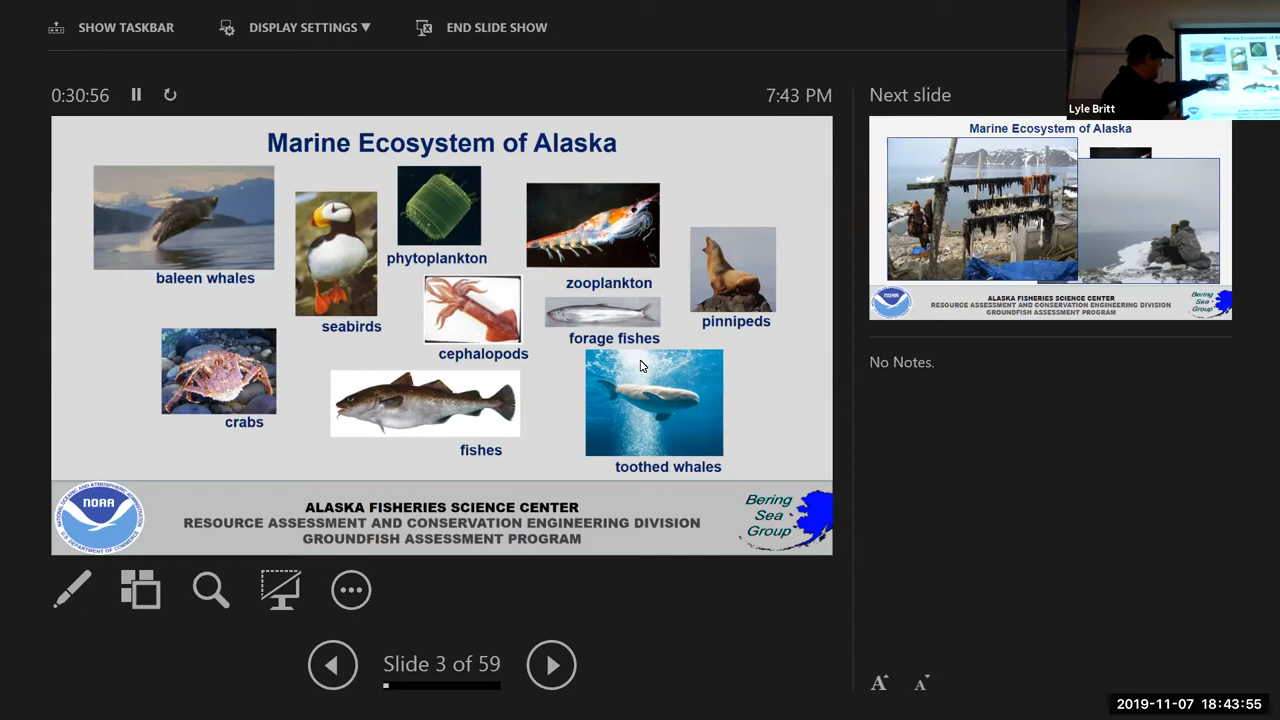 SHOW TASKBAR
DISPLAY SETTINGS ▼
END SLIDE SHOW
0:30:56
7:43 PM
Next slide
Lyle Britt
Marine Ecosystem of Alaska
baleen whales
seabirds
phytoplankton
zooplankton
pinnipeds
cephalopods
forage fishes
crabs
fishes
toothed whales
NOAA
ALASKA FISHERIES SCIENCE CENTER
RESOURCE ASSESSMENT AND CONSERVATION ENGINEERING DIVISION
GROUNDFISH ASSESSMENT PROGRAM
Bering
Sea
Group
Marine Ecosystem of Alaska
NOAA
ALASKA FISHERIES SCIENCE CENTER
RESOURCE ASSESSMENT AND CONSERVATION ENGINEERING DIVISION
GROUNDFISH ASSESSMENT PROGRAM
Bering
Sea
Group
No Notes.
Slide 3 of 59
A A
2019-11-07 18:43:55